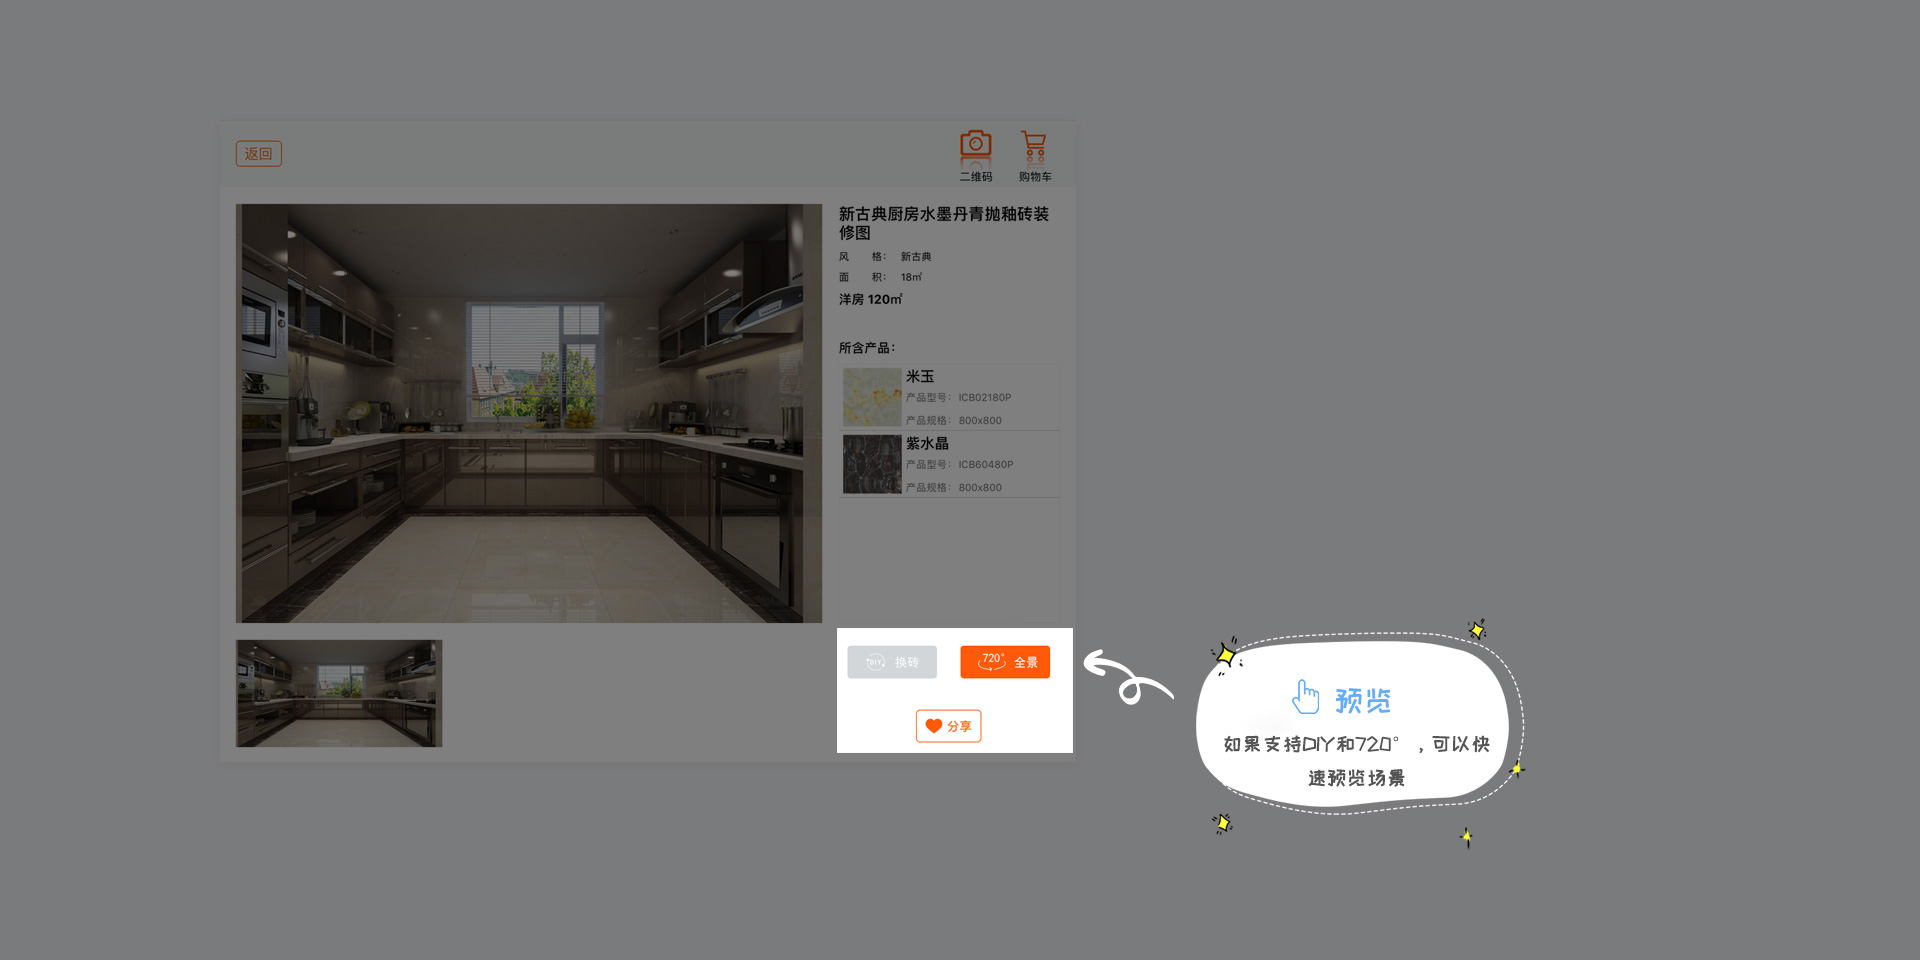 返回
二维码
购物车
新古典厨房水墨丹青抛釉砖装
修图
风 格： 新古典
面 积： 18㎡
洋房 120㎡
所含产品：
米玉
产品型号： ICB02180P
产品规格： 800x800
紫水晶
产品型号： ICB60480P
产品规格： 800x800
DIY 换砖
720° 全景
分享
预览
如果支持DIY和720° ，可以快
速预览场景